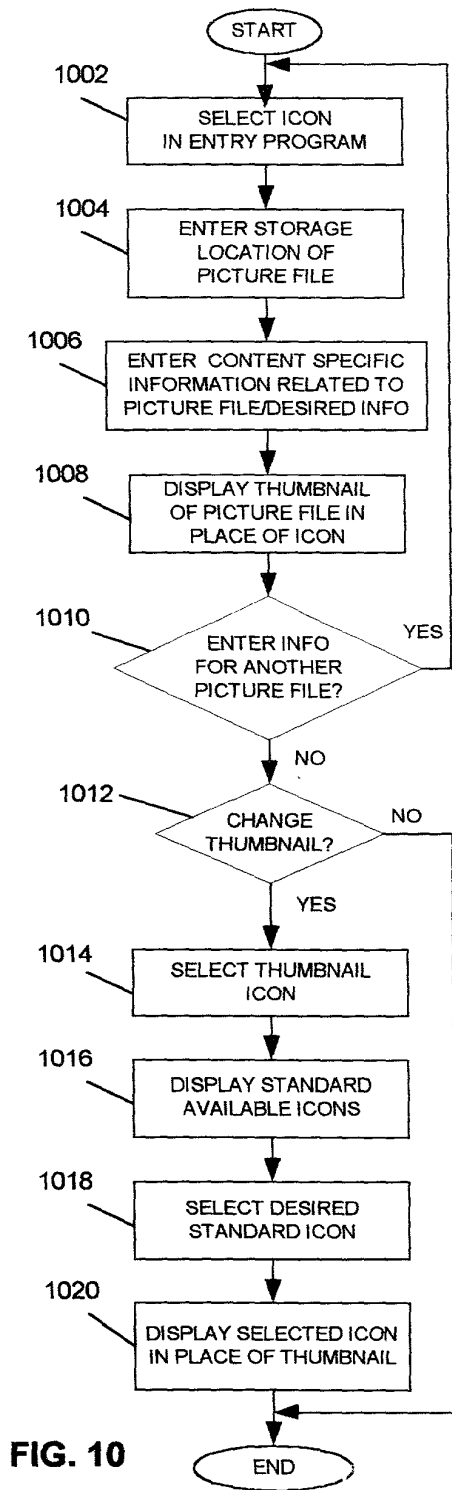 START
1002
SELECT ICON
IN ENTRY PROGRAM
1004
ENTER STORAGE
LOCATION OF
PICTURE FILE
1006
ENTER CONTENT SPECIFIC
INFORMATION RELATED TO
PICTURE FILE/DESIRED INFO
1008
DISPLAY THUMBNAIL
OF PICTURE FILE IN
PLACE OF ICON
1010
ENTER INFO
FOR ANOTHER
PICTURE FILE?
YES
NO
1012
CHANGE
THUMBNAIL?
NO
YES
1014
SELECT THUMBNAIL
ICON
1016
DISPLAY STANDARD
AVAILABLE ICONS
1018
SELECT DESIRED
STANDARD ICON
1020
DISPLAY SELECTED ICON
IN PLACE OF THUMBNAIL
FIG. 10
END